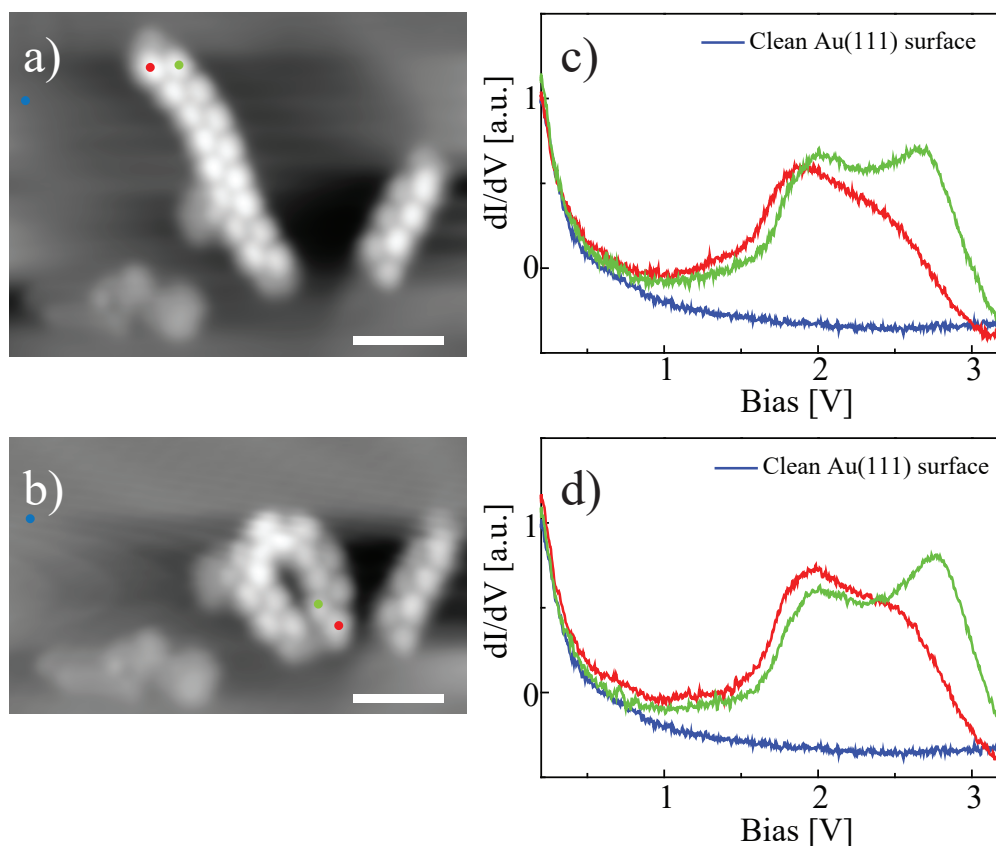 a)
c)
Clean Au(111) surface
dI/dV [a.u.]
1
0
1
2
3
Bias [V]
b)
d)
Clean Au(111) surface
dI/dV [a.u.]
1
0
1
2
3
Bias [V]